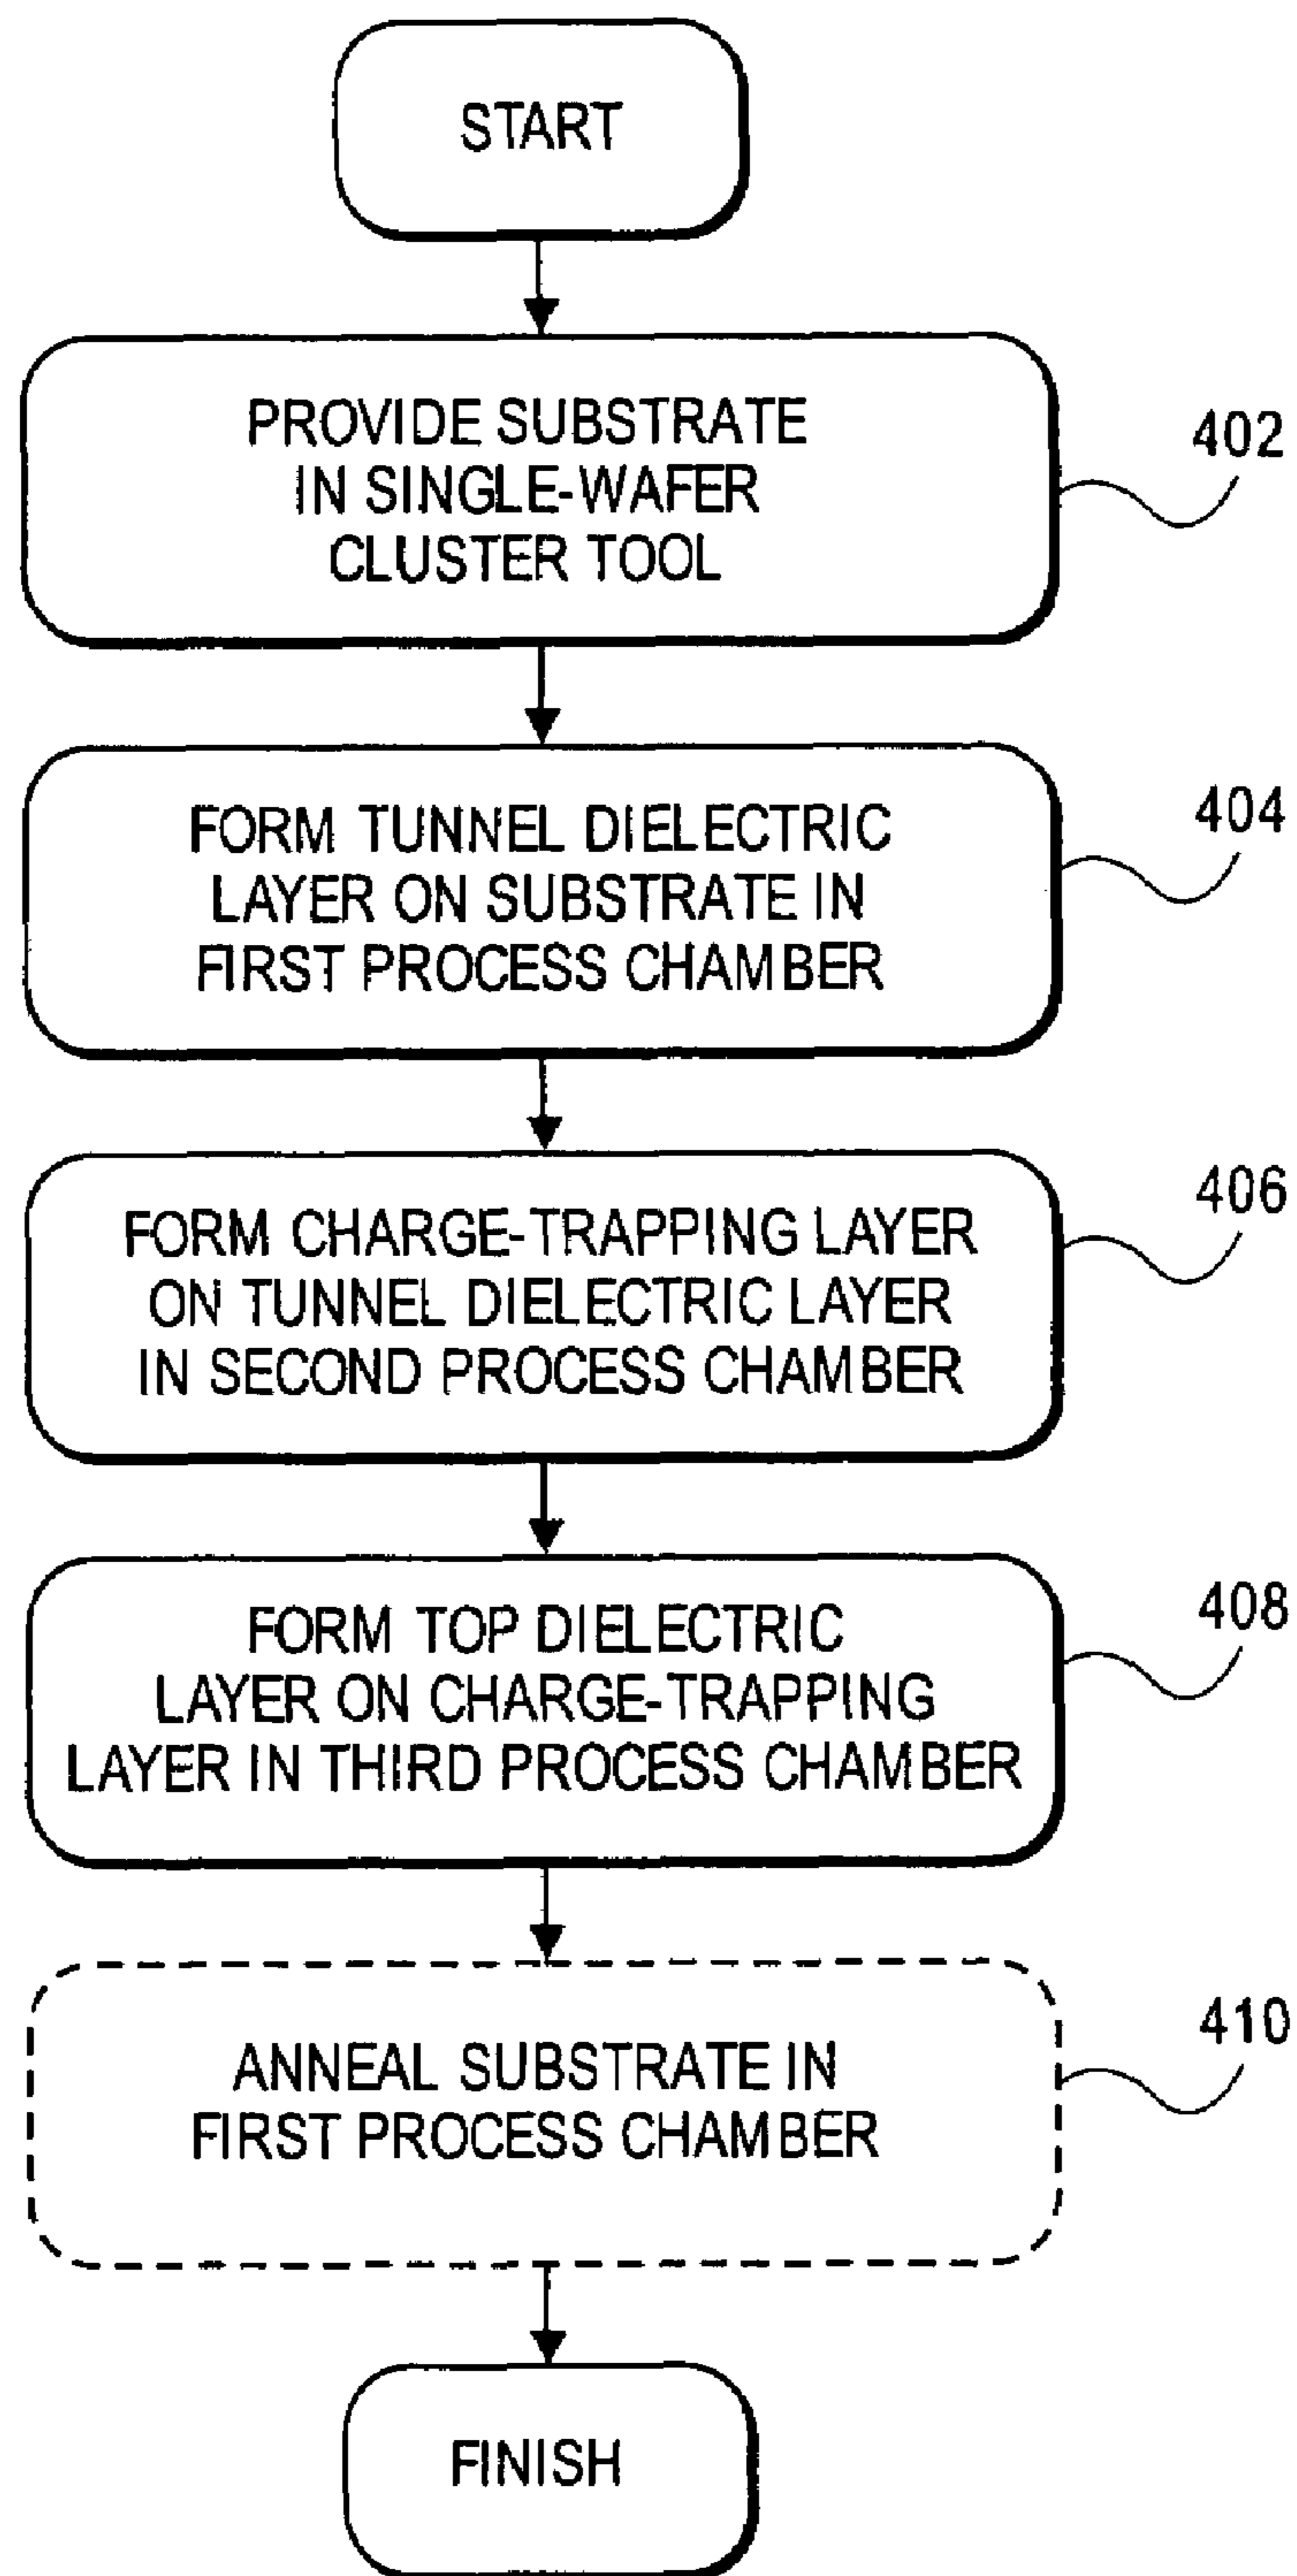 START
PROVIDE SUBSTRATE
IN SINGLE-WAFER
CLUSTER TOOL
402
FORM TUNNEL DIELECTRIC
LAYER ON SUBSTRATE IN
FIRST PROCESS CHAMBER
404
FORM CHARGE-TRAPPING LAYER
ON TUNNEL DIELECTRIC LAYER
IN SECOND PROCESS CHAMBER
406
FORM TOP DIELECTRIC
LAYER ON CHARGE-TRAPPING
LAYER IN THIRD PROCESS CHAMBER
408
ANNEAL SUBSTRATE IN
FIRST PROCESS CHAMBER
410
FINISH